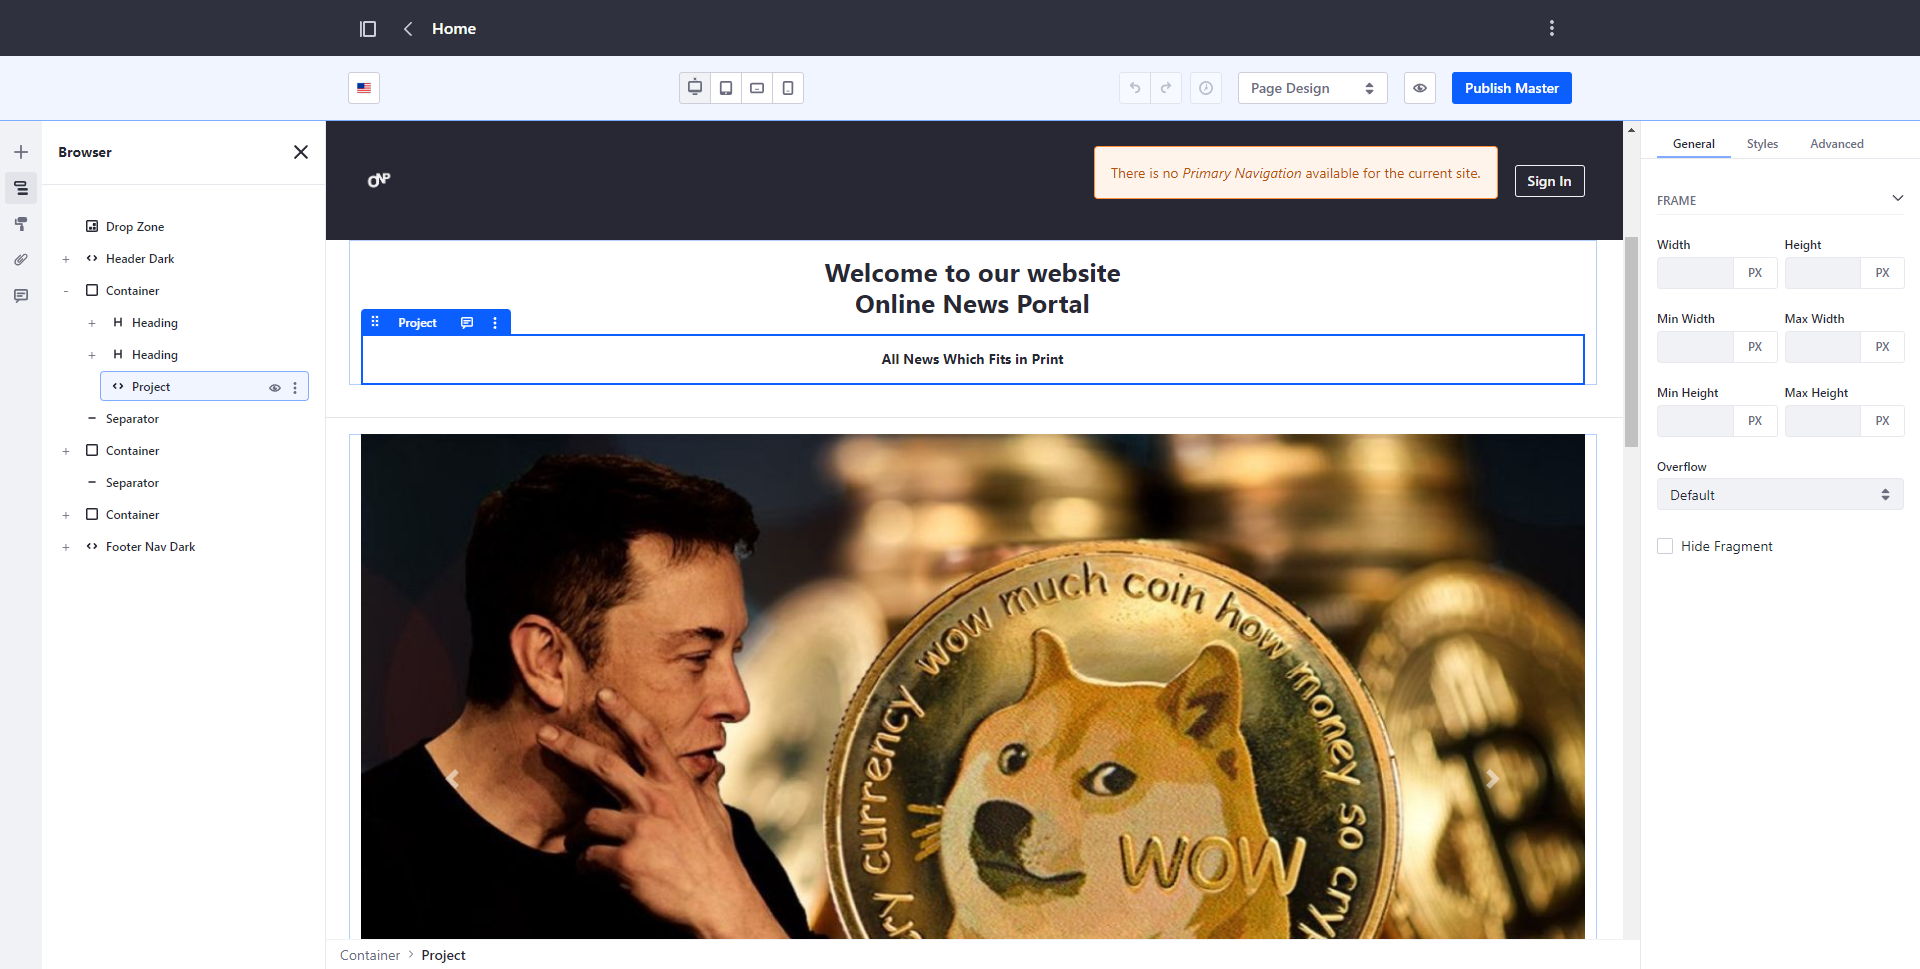 Home
Page Design
Publish Master
Browser
Drop Zone
Header Dark
Container
Heading
Heading
Project
Separator
Container
Separator
Container
Footer Nav Dark
ONP
There is no Primary Navigation available for the current site.
Sign In
Welcome to our website
Online News Portal
Project
All News Which Fits in Print
currency wow much coin how money so cryp
wow
Container > Project
General Styles Advanced
FRAME
Width Height
PX PX
Min Width Max Width
PX PX
Min Height Max Height
PX PX
Overflow
Default
Hide Fragment